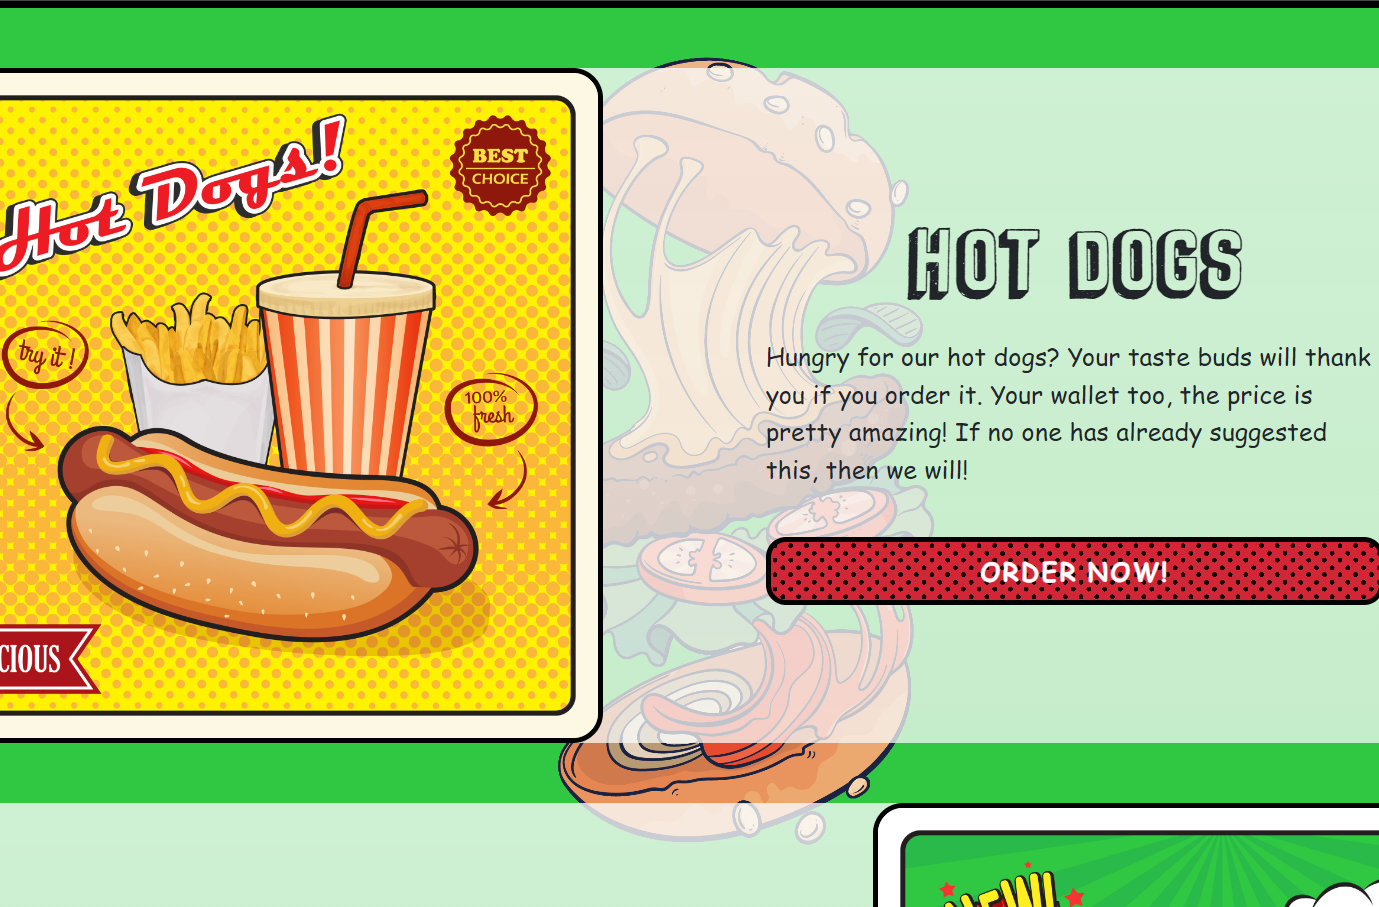 Hot Dogs!
BEST
CHOICE
try it!
100%
fresh
CIOUS
HOT DOGS
Hungry for our hot dogs? Your taste buds will thank
you if you order it. Your wallet too, the price is
pretty amazing! If no one has already suggested
this, then we will!
ORDER NOW!
NEW!